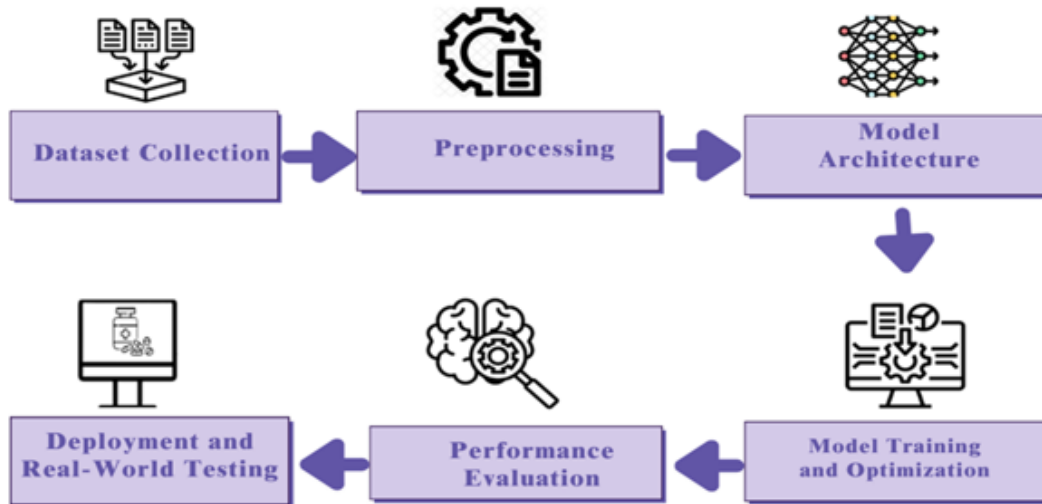 Dataset Collection
Preprocessing
Model
Architecture
Model Training
and Optimization
Performance
Evaluation
Deployment and
Real-World Testing